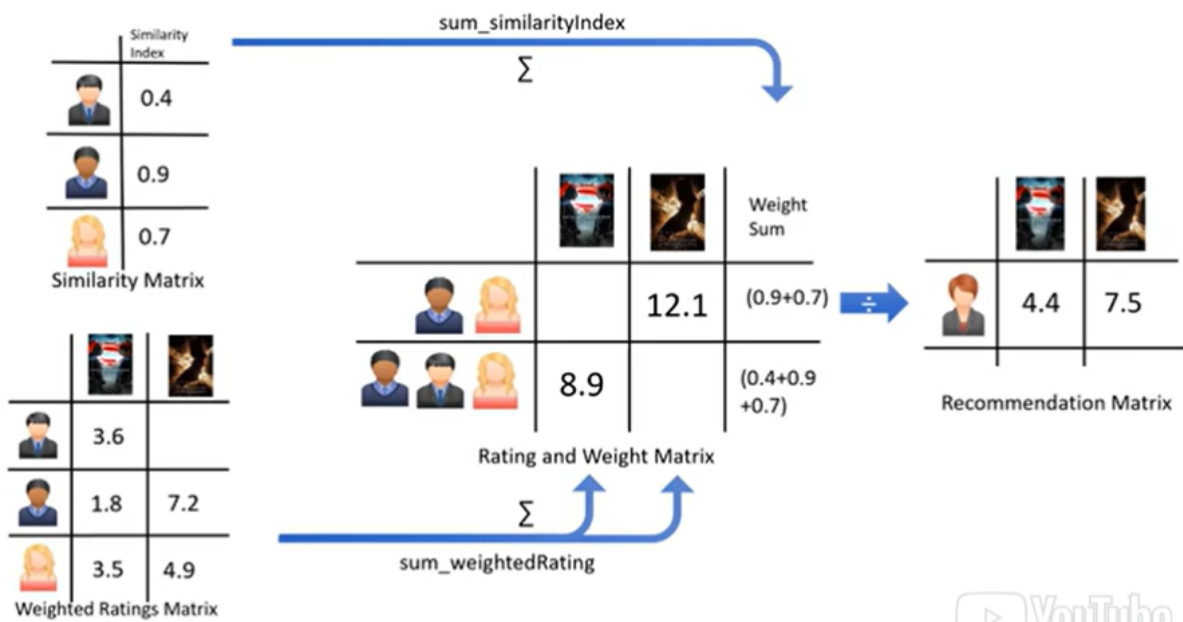 sum_similarityIndex
∑
Similarity
Index
0.4
0.9
0.7
Similarity Matrix
3.6
1.8 7.2
3.5 4.9
Weighted Ratings Matrix
Weight
Sum
12.1 (0.9+0.7)
8.9 (0.4+0.9
+0.7)
Rating and Weight Matrix
∑
sum_weightedRating
÷
4.4 7.5
Recommendation Matrix
YouTube